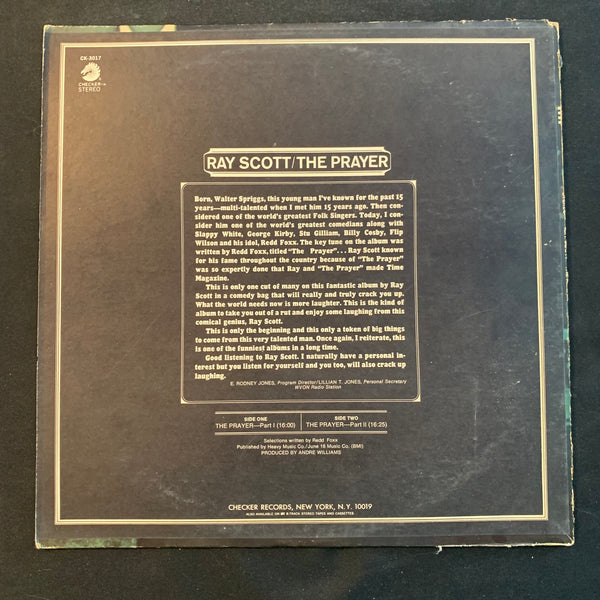 CK-3017
CHECKER
STEREO
RAY SCOTT/THE PRAYER
Born, Walter Spriggs, this young man I've known for the past 15
years—multi-talented when I met him 15 years ago. Then con-
sidered one of the world's greatest Folk Singers. Today, I con-
sider him one of the world's greatest comedians along with
Slappy White, George Kirby, Stu Gilliam, Billy Cosby, Flip
Wilson and his idol, Redd Foxx. The key tune on the album was
written by Redd Foxx, titled "The Prayer"... Ray Scott is known
for his fame throughout the country because of "The Prayer"
was so expertly done that Ray and "The Prayer" made Time
Magazine.
This is only one cut of many on this fantastic album by Ray
Scott in a comedy bag that will really and truly crack you up.
What the world needs now is more laughter. This is the kind of
album to take you out of a rut and enjoy some laughing from this
comical genius, Ray Scott.
This is only the beginning and this only a token of big things
to come from this very talented man. Once again, I reiterate, this
is one of the funniest albums in a long time.
Good listening to Ray Scott. I naturally have a personal in-
terest but you listen for yourself and you too, will also crack up
laughing.
E. RODNEY JONES, Program Director/LILLIAN T. JONES, Personal Secretary
WVON Radio Station
SIDE ONE
THE PRAYER—Part I (16:00)
SIDE TWO
THE PRAYER—Part II (16:25)
Selections written by Redd Foxx
Published by Heavy Music Co./June 16 Music Co. (BMI)
PRODUCED BY ANDRE WILLIAMS
CHECKER RECORDS, NEW YORK, N.Y. 10019
ALSO AVAILABLE ON 8-TRACK STEREO TAPES AND CASSETTES